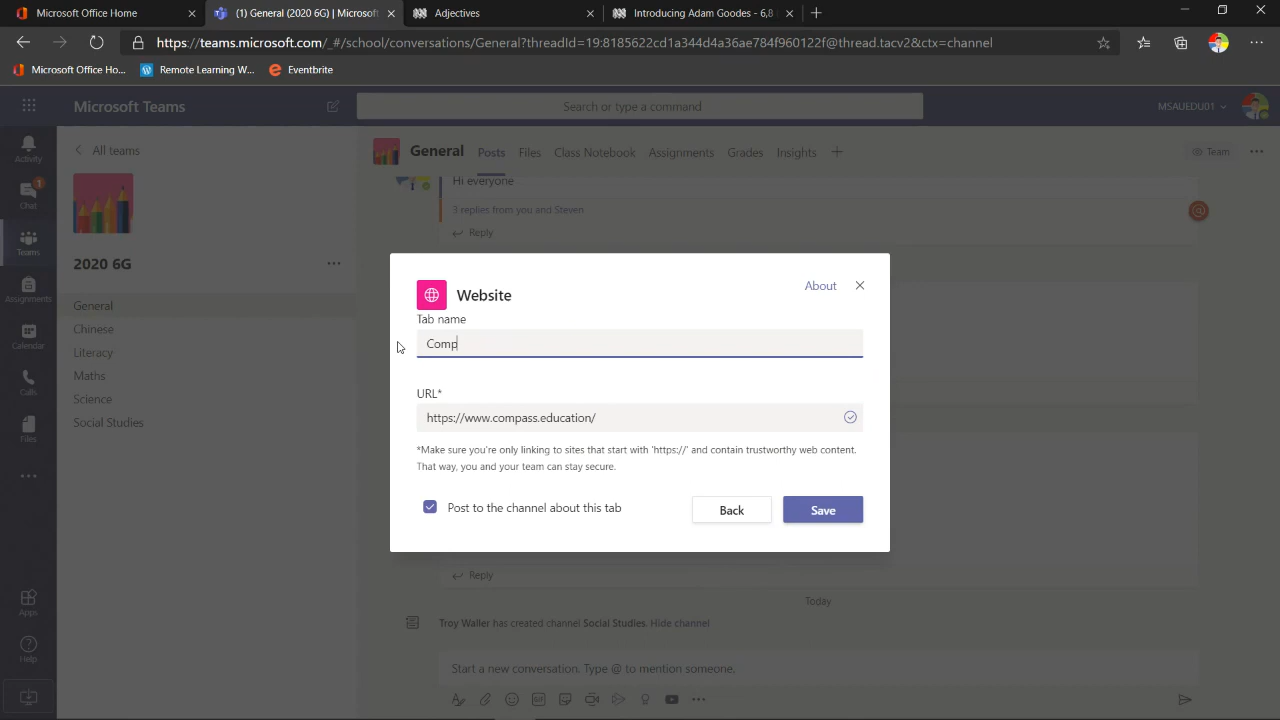 Microsoft Office Home
(1) General (2020 6G) | Microsof
Adjectives
Introducing Adam Goodes - 6,8
https://teams.microsoft.com/_#/school/conversations/General?threadId=19:8185622cd1a344d4a36ae784f960122f@thread.tacv2&ctx=channel
Microsoft Office Ho...
Remote Learning W...
Eventbrite
Microsoft Teams
Search or type a command
MSAUEDU01
Activity
Chat
1
Teams
Assignments
Calendar
Calls
Files
Apps
Help
All teams
2020 6G
General
Chinese
Literacy
Maths
Science
Social Studies
General
Posts
Files
Class Notebook
Assignments
Grades
Insights
Team
Hi everyone
3 replies from you and Steven
Reply
Website
About
Tab name
Comp
URL*
https://www.compass.education/
*Make sure you're only linking to sites that start with 'https://' and contain trustworthy web content.
That way, you and your team can stay secure.
Post to the channel about this tab
Back
Save
Reply
Today
Troy Waller has created channel Social Studies. Hide channel
Start a new conversation. Type @ to mention someone.
GIF